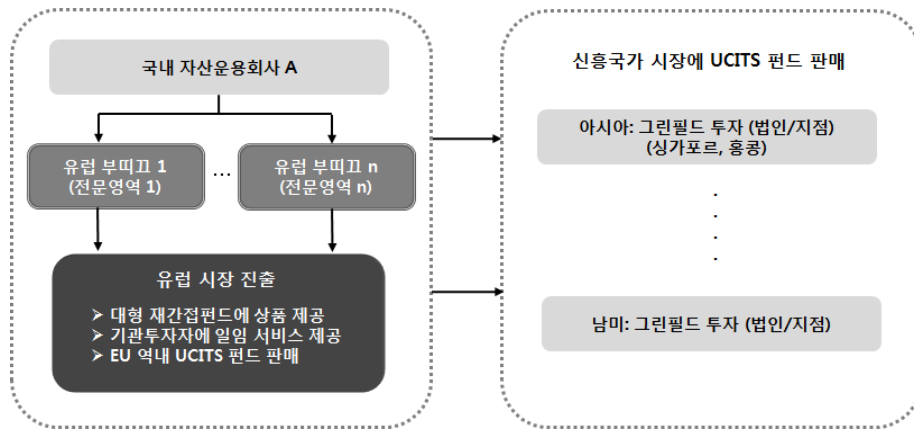 국내 자산운용회사 A
유럽 부띠끄 1
(전문영역 1)
...
유럽 부띠끄 n
(전문영역 n)
유럽 시장 진출
➢ 대형 재간접펀드에 상품 제공
➢ 기관투자자에 일임 서비스 제공
➢ EU 역내 UCITS 펀드 판매
신흥국가 시장에 UCITS 펀드 판매
아시아: 그린필드 투자 (법인/지점)
(싱가포르, 홍콩)
남미: 그린필드 투자 (법인/지점)